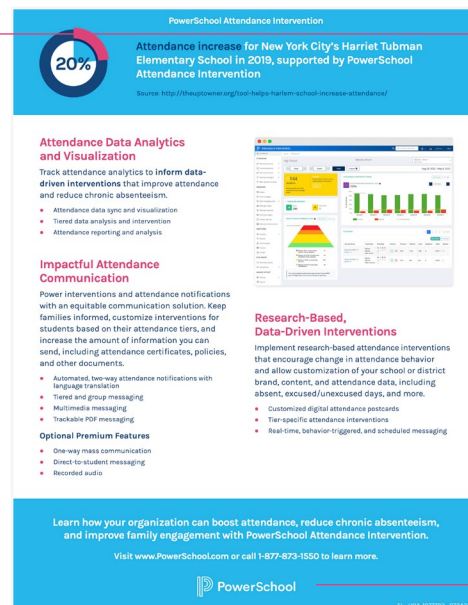 PowerSchool Attendance Intervention
20%
Attendance increase for New York City's Harriet Tubman
Elementary School in 2019, supported by PowerSchool
Attendance Intervention
Source: http://theuptowner.org/tool-helps-harlem-school-increase-attendance/
Attendance Data Analytics
and Visualization
Track attendance analytics to inform data-
driven interventions that improve attendance
and reduce chronic absenteeism.
Attendance data sync and visualization
Tiered data analysis and intervention
Attendance reporting and analysis
Impactful Attendance
Communication
Power interventions and attendance notifications
with an equitable communication solution. Keep
families informed, customize interventions for
students based on their attendance tiers, and
increase the amount of information you can
send, including attendance certificates, policies,
and other documents.
Automated, two-way attendance notifications with
language translation
Tiered and group messaging
Multimedia messaging
Trackable PDF messaging
Optional Premium Features
One-way mass communication
Direct-to-student messaging
Recorded audio
Research-Based,
Data-Driven Interventions
Implement research-based attendance interventions
that encourage change in attendance behavior
and allow customization of your school or district
brand, content, and attendance data, including
absent, excused/unexcused days, and more.
Customized digital attendance postcards
Tier-specific attendance interventions
Real-time, behavior-triggered, and scheduled messaging
Learn how your organization can boost attendance, reduce chronic absenteeism,
and improve family engagement with PowerSchool Attendance Intervention.
Visit www.PowerSchool.com or call 1-877-873-1550 to learn more.
PowerSchool